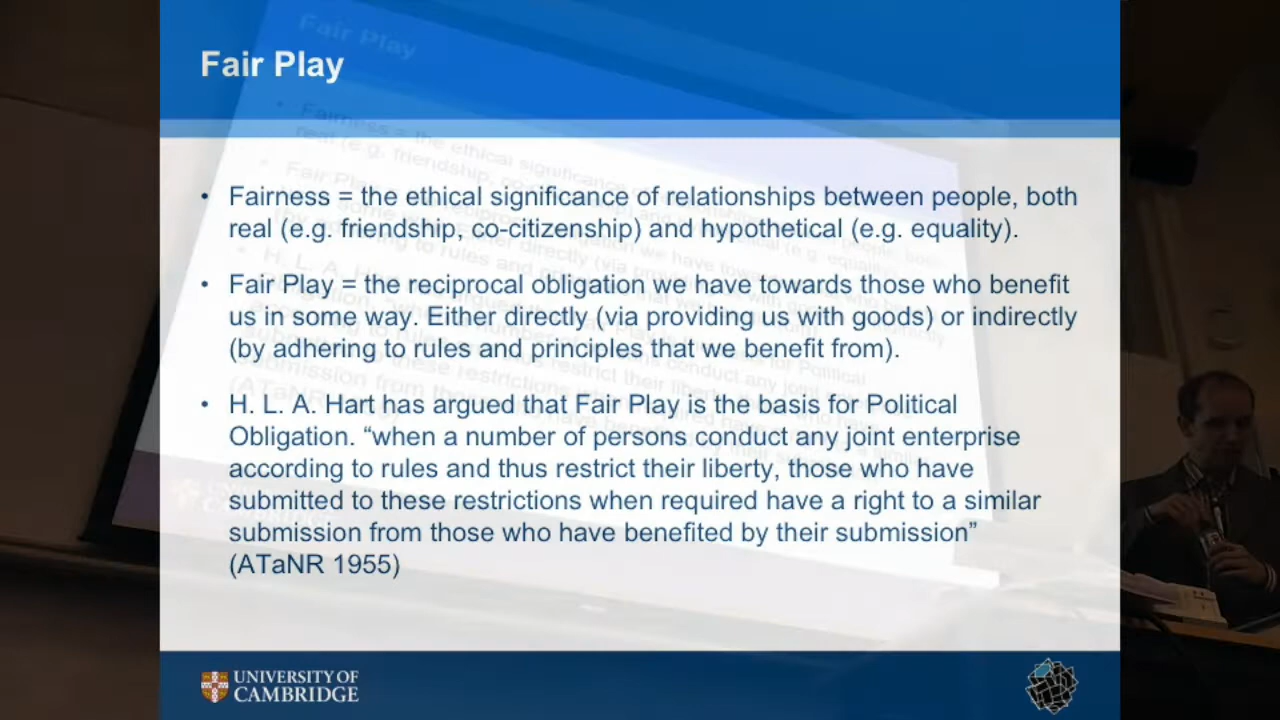 Fair Play
• Fairness = the ethical significance of relationships between people, both
real (e.g. friendship, co-citizenship) and hypothetical (e.g. equality).
• Fair Play = the reciprocal obligation we have towards those who benefit
us in some way. Either directly (via providing us with goods) or indirectly
(by adhering to rules and principles that we benefit from).
• H. L. A. Hart has argued that Fair Play is the basis for Political
Obligation. “when a number of persons conduct any joint enterprise
according to rules and thus restrict their liberty, those who have
submitted to these restrictions when required have a right to a similar
submission from those who have benefited by their submission”
(ATaNR 1955)
UNIVERSITY OF
CAMBRIDGE